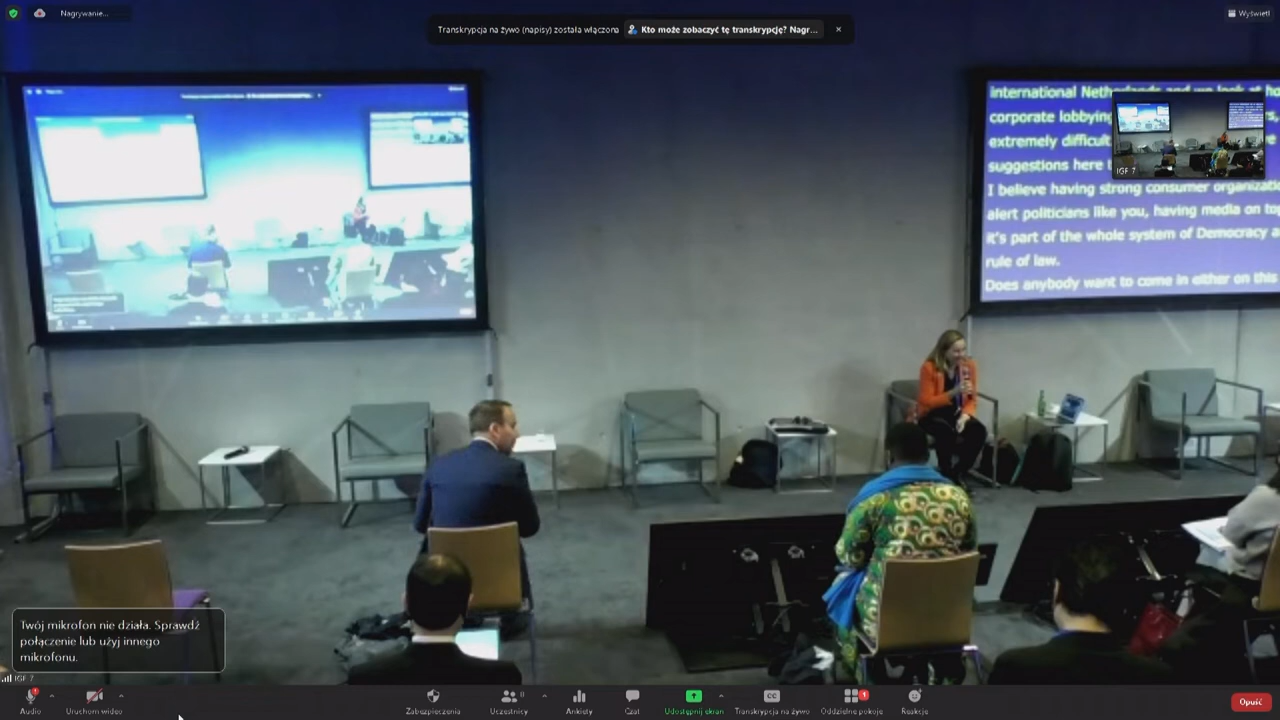 Nagrywanie...
Transkrypcja na żywo (napisy) została włączona
Kto może zobaczyć tę transkrypcję? Nagr...
Wyświetl
international Netherlands and we look at ho
corporate lobbying
extremely difficult
suggestions here t
I believe having strong consumer organizati
alert politicians like you, having media on top
it's part of the whole system of Democracy a
rule of law.
Does anybody want to come in either on this
IGF 7
Twój mikrofon nie działa. Sprawdź
połączenie lub użyj innego
mikrofonu.
IGF 7
Audio
Uruchom wideo
Zabezpieczenia
Uczestnicy
Ankiety
Czat
Udostępnij ekran
Transkrypcja na żywo
Oddzielne pokoje
Reakcje
Opuść